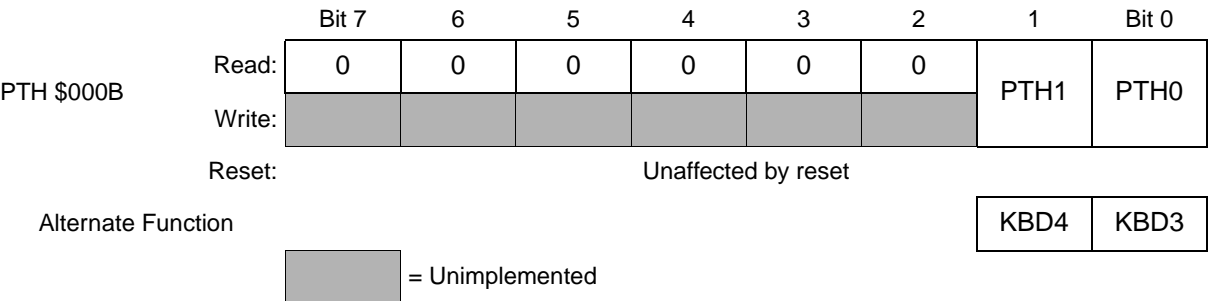 Bit 7 6 5 4 3 2 1 Bit 0
Read: 0 0 0 0 0 0
PTH $000B PTH1 PTH0
Write:
Reset: Unaffected by reset
Alternate Function KBD4 KBD3
= Unimplemented